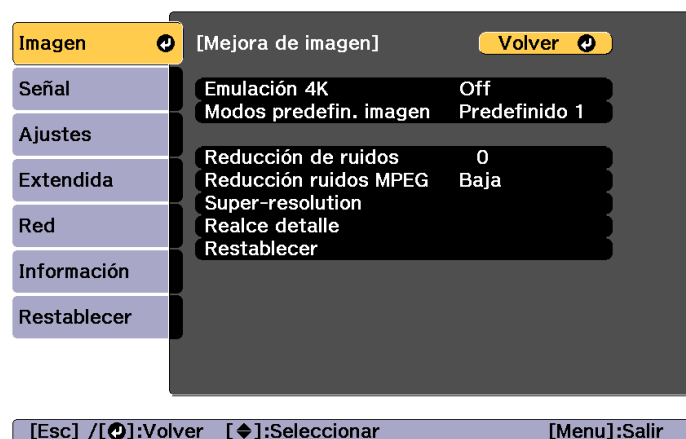 Imagen
[Mejora de imagen] Volver
Señal
Emulación 4K Off
Modos predefin. imagen Predefinido 1
Ajustes
Reducción de ruidos 0
Extendida
Reducción ruidos MPEG Baja
Super-resolution
Red
Realce detalle
Restablecer
Información
Restablecer
[Esc] /[ ]:Volver [ ]:Seleccionar [Menu]:Salir